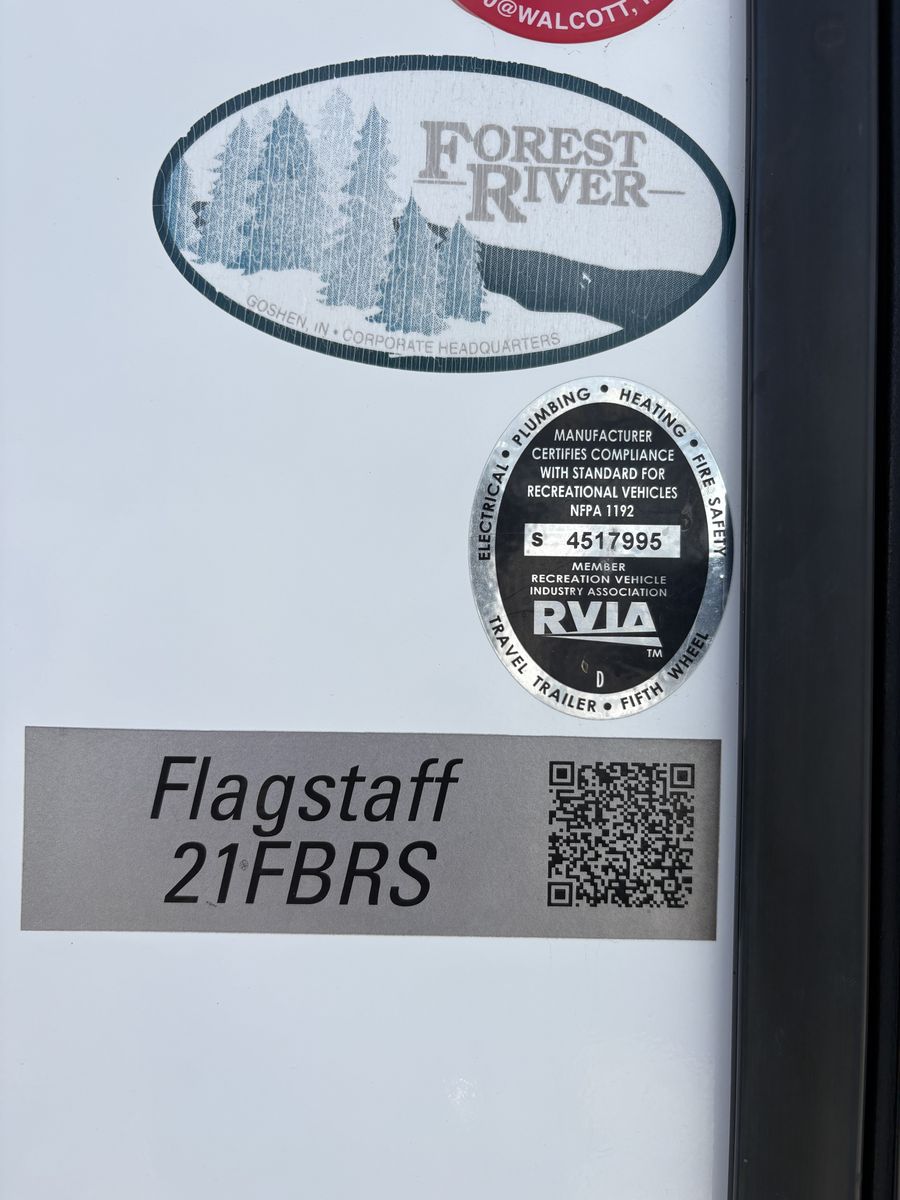 @WALCOTT,
FOREST
RIVER
GOSHEN, IN • CORPORATE HEADQUARTERS
ELECTRICAL • PLUMBING • HEATING • FIRE SAFETY
MANUFACTURER
CERTIFIES COMPLIANCE
WITH STANDARD FOR
RECREATIONAL VEHICLES
NFPA 1192
S 4517995
MEMBER
RECREATION VEHICLE
INDUSTRY ASSOCIATION
RVIA
TM
D
TRAVEL TRAILER • FIFTH WHEEL
Flagstaff
21FBRS